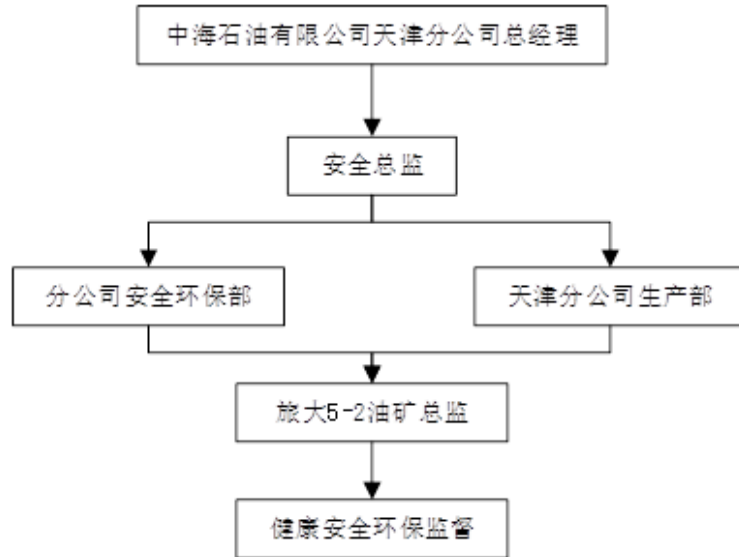 中海石油有限公司天津分公司总经理
安全总监
分公司安全环保部
天津分公司生产部
旅大5-2油矿总监
健康安全环保监督